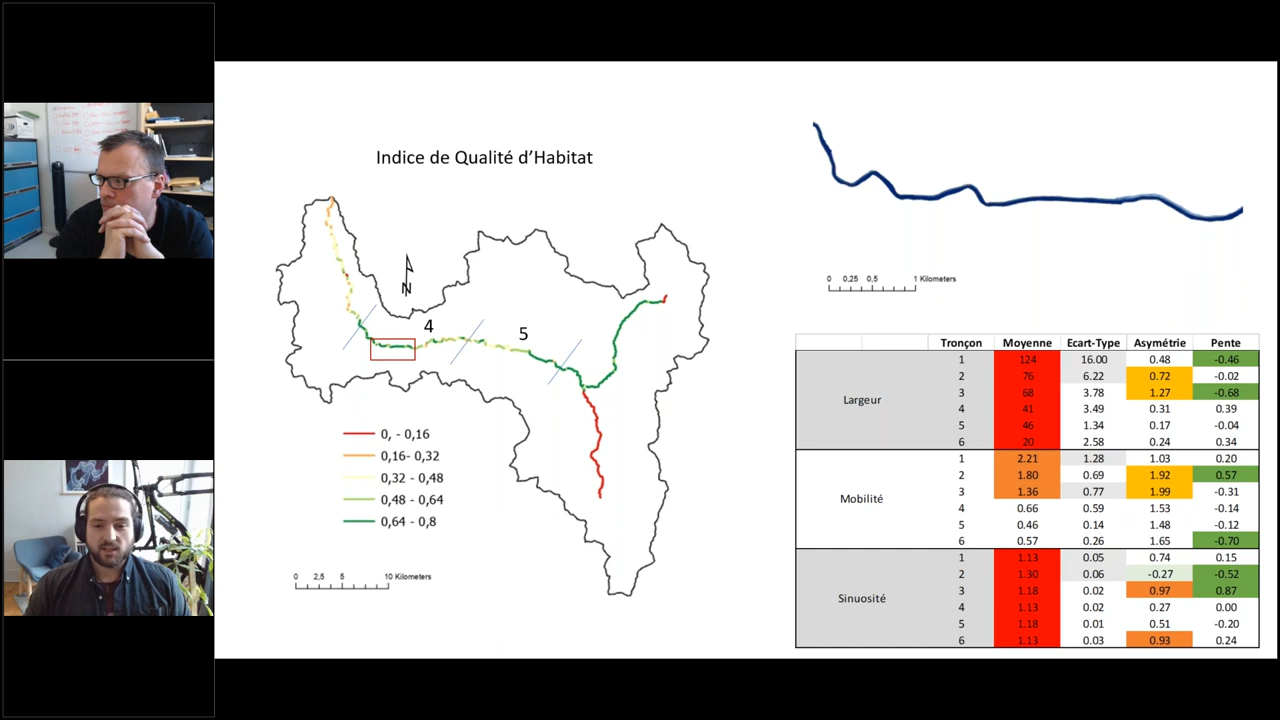 Indice de Qualité d'Habitat
N
4
5
0, - 0,16
0,16- 0,32
0,32 - 0,48
0,48 - 0,64
0,64 - 0,8
0 2,5 5 10 Kilometers
0 0,25 0,5 1 Kilometers
Tronçon Moyenne Ecart-Type Asymétrie Pente
Largeur
1 124 16.00 0.48 -0.46
2 76 6.22 0.72 -0.02
3 68 3.78 1.27 -0.68
4 41 3.49 0.31 0.39
5 46 1.34 0.17 -0.04
6 20 2.58 0.24 0.34
Mobilité
1 2.21 1.28 1.03 0.20
2 1.80 0.69 1.92 0.57
3 1.36 0.77 1.99 -0.31
4 0.66 0.59 1.53 -0.14
5 0.46 0.14 1.48 -0.12
6 0.57 0.26 1.65 -0.70
Sinuosité
1 1.13 0.05 0.74 0.15
2 1.30 0.06 -0.27 -0.52
3 1.18 0.02 0.97 0.87
4 1.13 0.02 0.27 0.00
5 1.18 0.01 0.51 -0.20
6 1.13 0.03 0.93 0.24